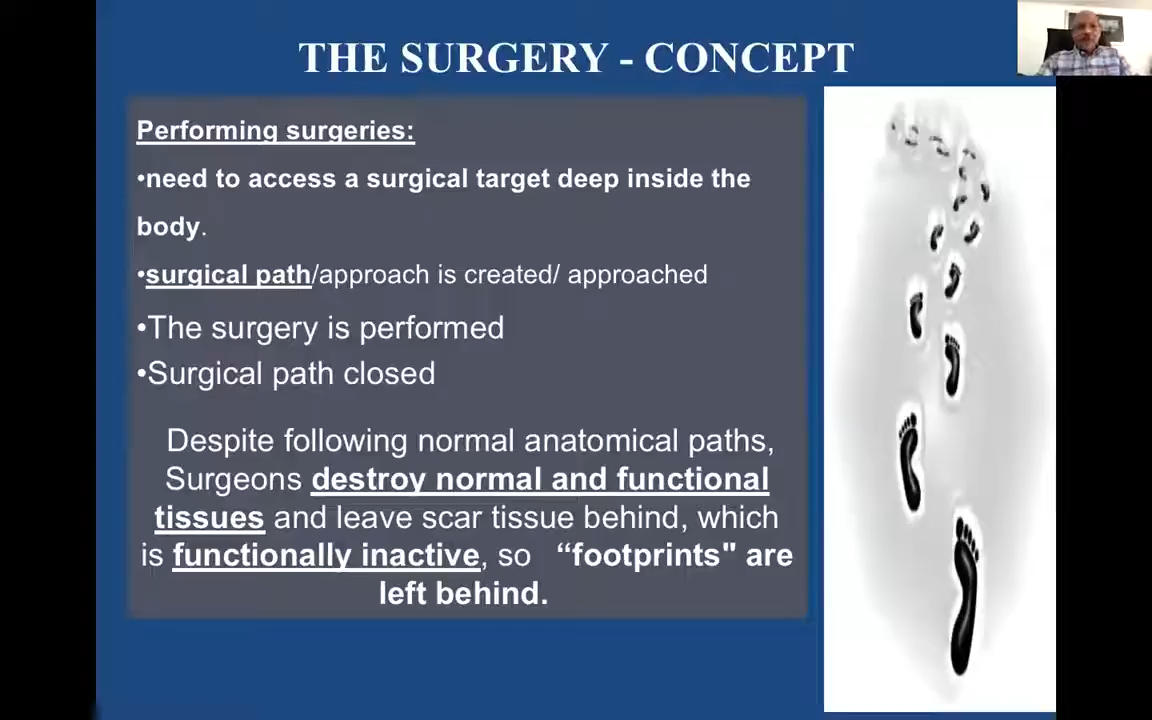 THE SURGERY - CONCEPT
Performing surgeries:
•need to access a surgical target deep inside the
body.
•surgical path/approach is created/ approached
•The surgery is performed
•Surgical path closed
Despite following normal anatomical paths,
Surgeons destroy normal and functional
tissues and leave scar tissue behind, which
is functionally inactive, so “footprints" are
left behind.